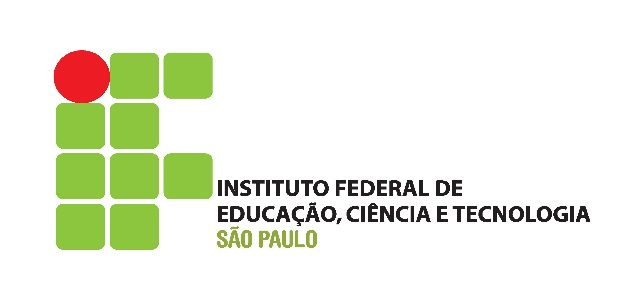 INSTITUTO FEDERAL DE
EDUCAÇÃO, CIÊNCIA E TECNOLOGIA
SÃO PAULO